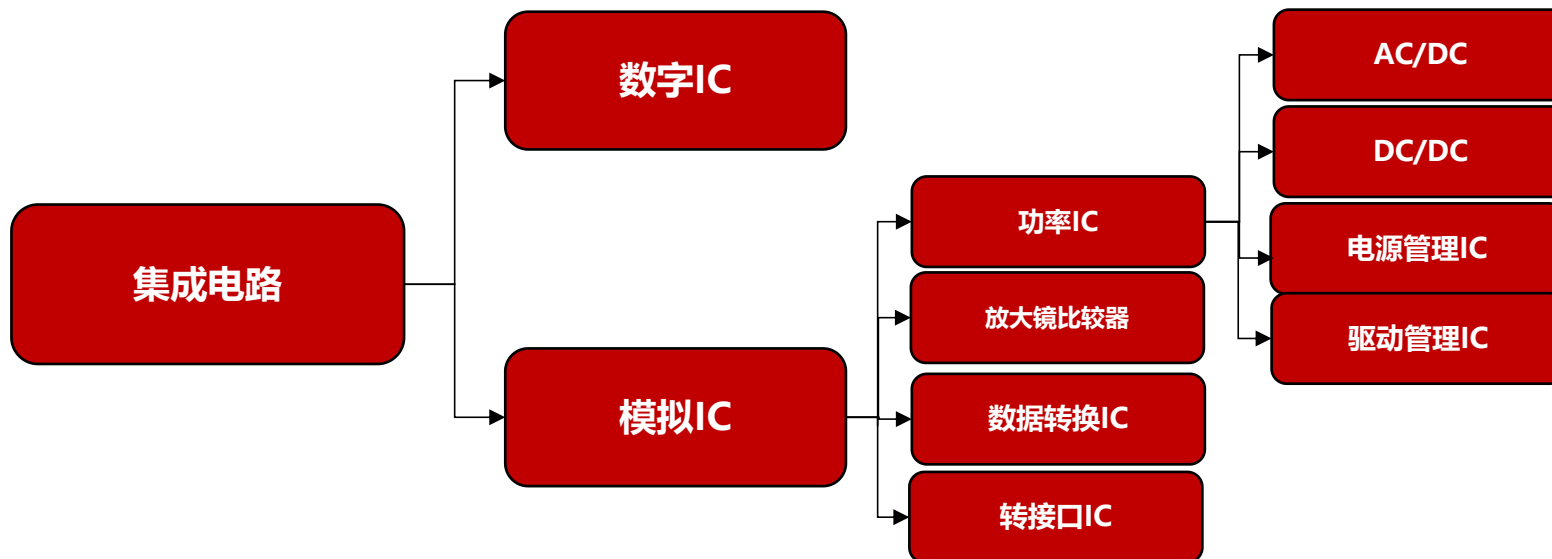 集成电路
数字IC
模拟IC
功率IC
放大镜比较器
数据转换IC
转接口IC
AC/DC
DC/DC
电源管理IC
驱动管理IC